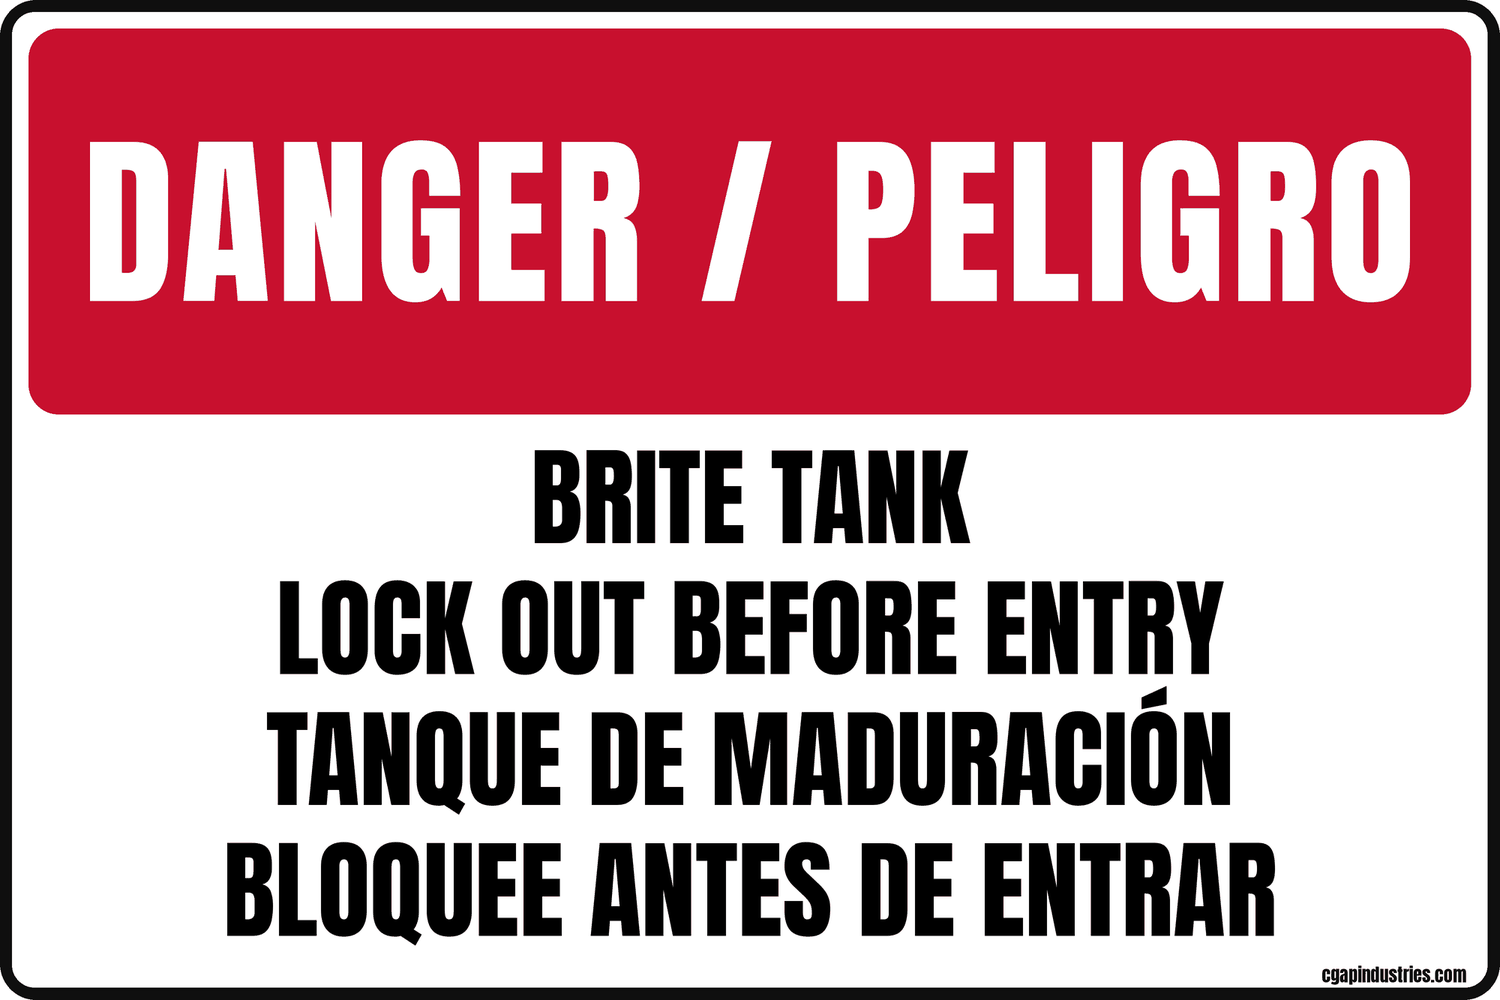 DANGER / PELIGRO
BRITE TANK
LOCK OUT BEFORE ENTRY
TANQUE DE MADURACIÓN
BLOQUEE ANTES DE ENTRAR
cgapindustries.com